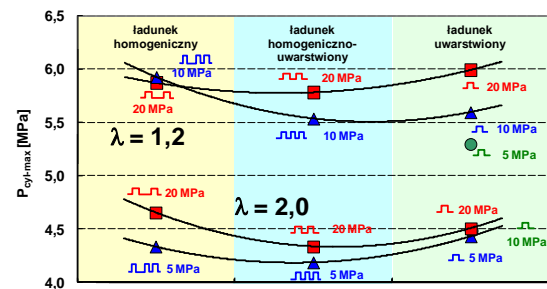 6,5
6,0
5,5
5,0
4,5
4,0
P cyl-max [MPa]
ładunek
homogeniczny
ładunek
homogeniczno-
uwarstwiony
ładunek
uwarstwiony
10 MPa
20 MPa
20 MPa
10 MPa
20 MPa
10 MPa
5 MPa
λ = 1,2
λ = 2,0
20 MPa
5 MPa
20 MPa
5 MPa
20 MPa
10 MPa
5 MPa